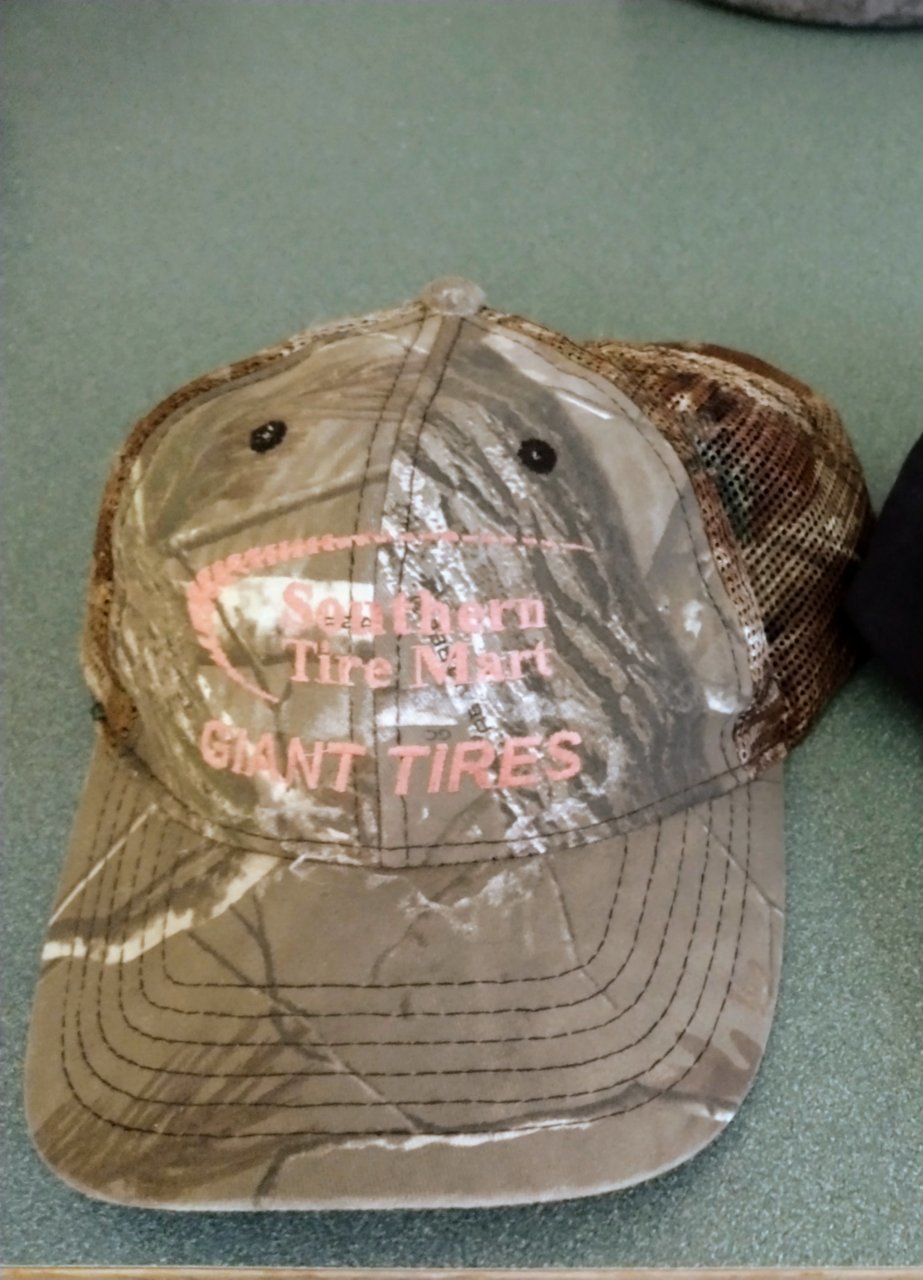 Southern
Tire Mart
GIANT TIRES